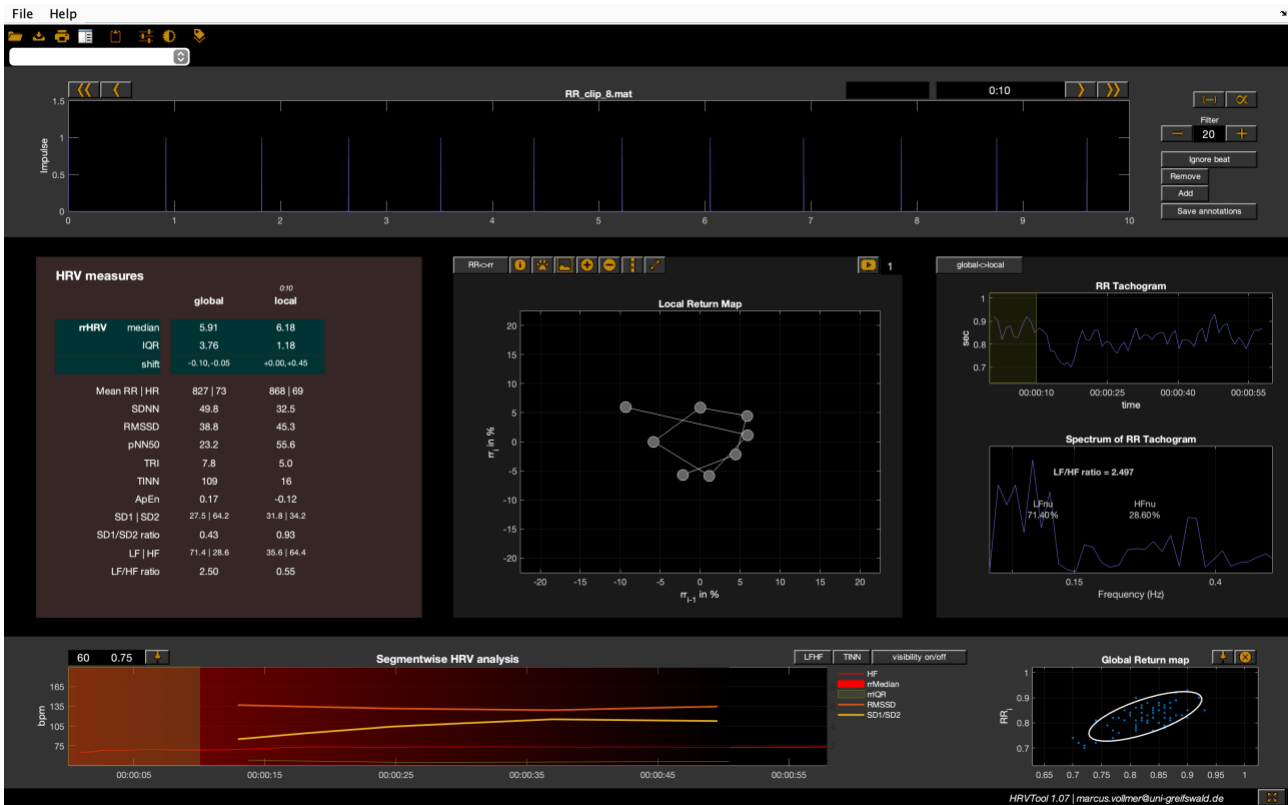 File Help
RR_clip_8.mat
0:10
1.5
1
0.5
0
Impulse
0 1 2 3 4 5 6 7 8 9 10
Filter
20
Ignore beat
Remove
Add
Save annotations
HRV measures
0:10
global local
rrHRV median 5.91 6.18
IQR 3.76 1.18
shift -0.10,-0.05 +0.00,+0.45
Mean RR | HR 827 | 73 868 | 69
SDNN 49.8 32.5
RMSSD 38.8 45.3
pNN50 23.2 55.6
TRI 7.8 5.0
TINN 109 16
ApEn 0.17 -0.12
SD1 | SD2 27.5 | 64.2 31.8 | 34.2
SD1/SD2 ratio 0.43 0.93
LF | HF 71.4 | 28.6 35.6 | 64.4
LF/HF ratio 2.50 0.55
RR<>rr
1
Local Return Map
20
15
10
5
0
-5
-10
-15
-20
rr_i in %
-20 -15 -10 -5 0 5 10 15 20
rr_i-1 in %
global<>local
RR Tachogram
1
0.9
0.8
0.7
sec
00:00:10 00:00:25 00:00:40 00:00:55
time
Spectrum of RR Tachogram
LF/HF ratio = 2.497
LFnu
71.40%
HFnu
28.60%
0.15 0.4
Frequency (Hz)
60 0.75
Segmentwise HRV analysis
LFHF TINN visibility on/off
165
135
105
75
bpm
00:00:05 00:00:15 00:00:25 00:00:35 00:00:45 00:00:55
HF
rrMedian
rrIQR
RMSSD
SD1/SD2
Global Return map
1
0.9
0.8
0.7
RR_i
0.65 0.7 0.75 0.8 0.85 0.9 0.95 1
HRVTool 1.07 | marcus.vollmer@uni-greifswald.de